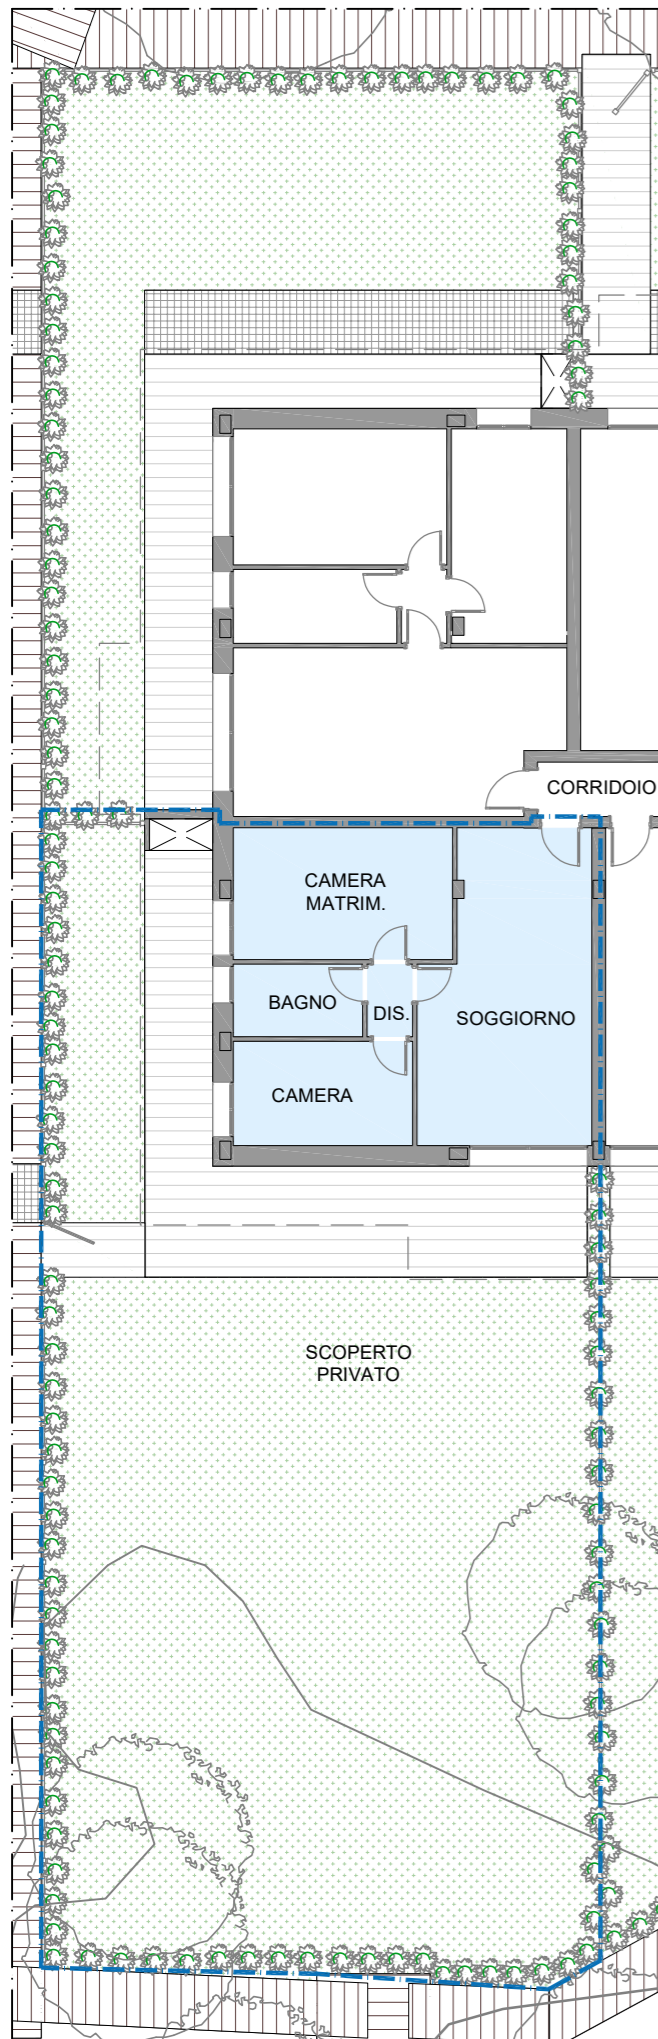 CORRIDOIO
CAMERA
MATRIM.
BAGNO
DIS.
SOGGIORNO
CAMERA
SCOPERTO
PRIVATO